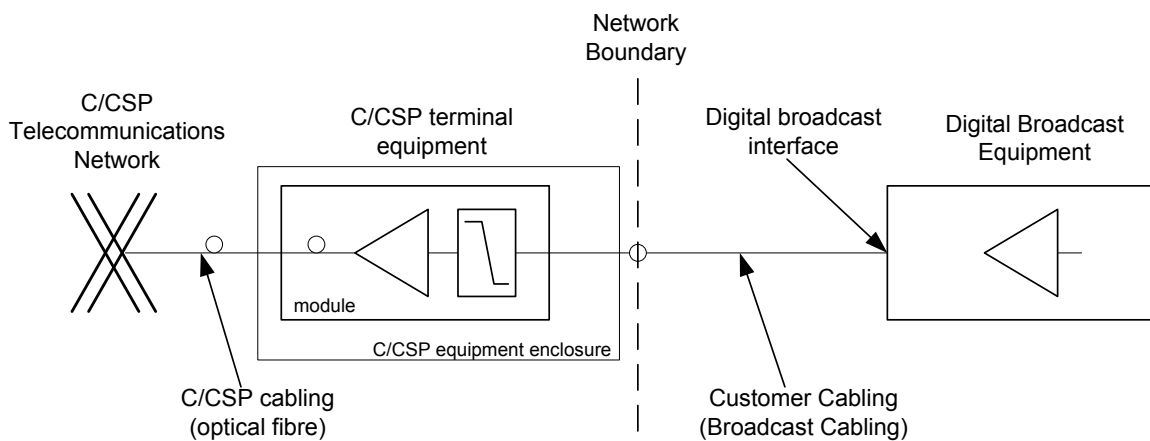 Network
Boundary
C/CSP
Telecommunications
Network
C/CSP terminal
equipment
Digital broadcast
interface
Digital Broadcast
Equipment
module
C/CSP equipment enclosure
C/CSP cabling
(optical fibre)
Customer Cabling
(Broadcast Cabling)